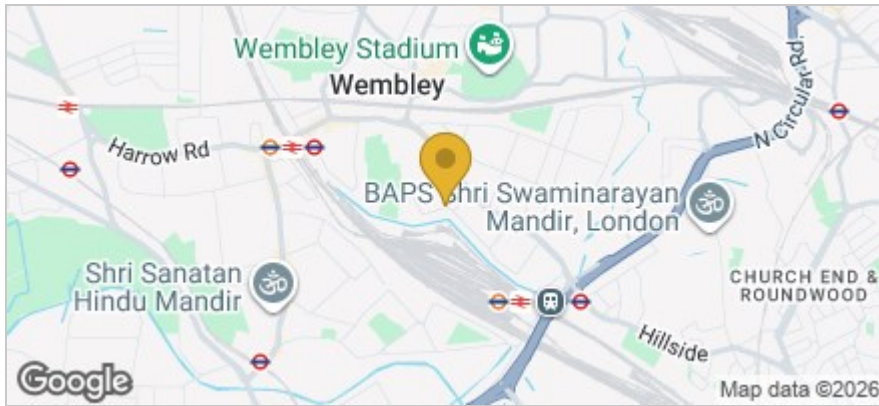 Wembley Stadium
Wembley
N Circular Rd.
Harrow Rd
BAPS Shri Swaminarayan
Mandir, London
Shri Sanatan
Hindu Mandir
CHURCH END &
ROUNDWOOD
Hillside
Google
Map data ©2026